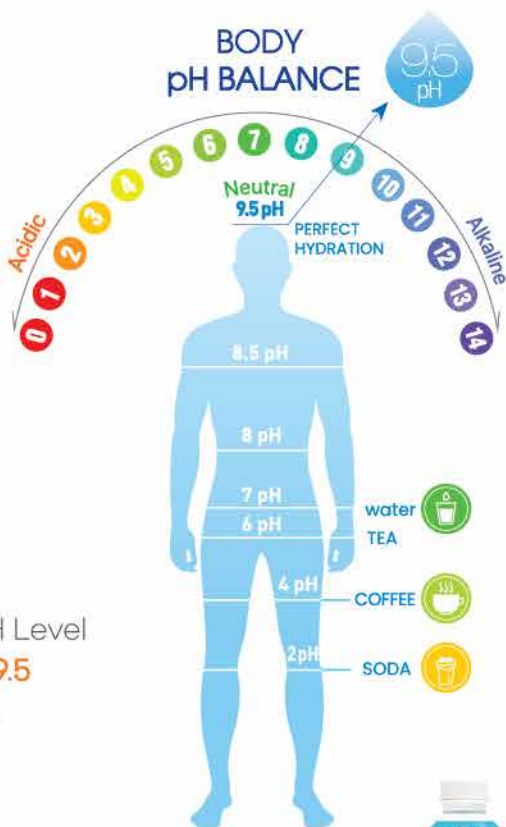 BODY
pH BALANCE
9.5
pH
0
1
2
3
4
5
6
7
8
9
10
11
12
13
14
Acidic
Neutral
Alkaline
9.5 pH
PERFECT
HYDRATION
8.5 pH
8 pH
7 pH
water
6 pH
TEA
4 pH
COFFEE
2pH
SODA
H Level
9.5